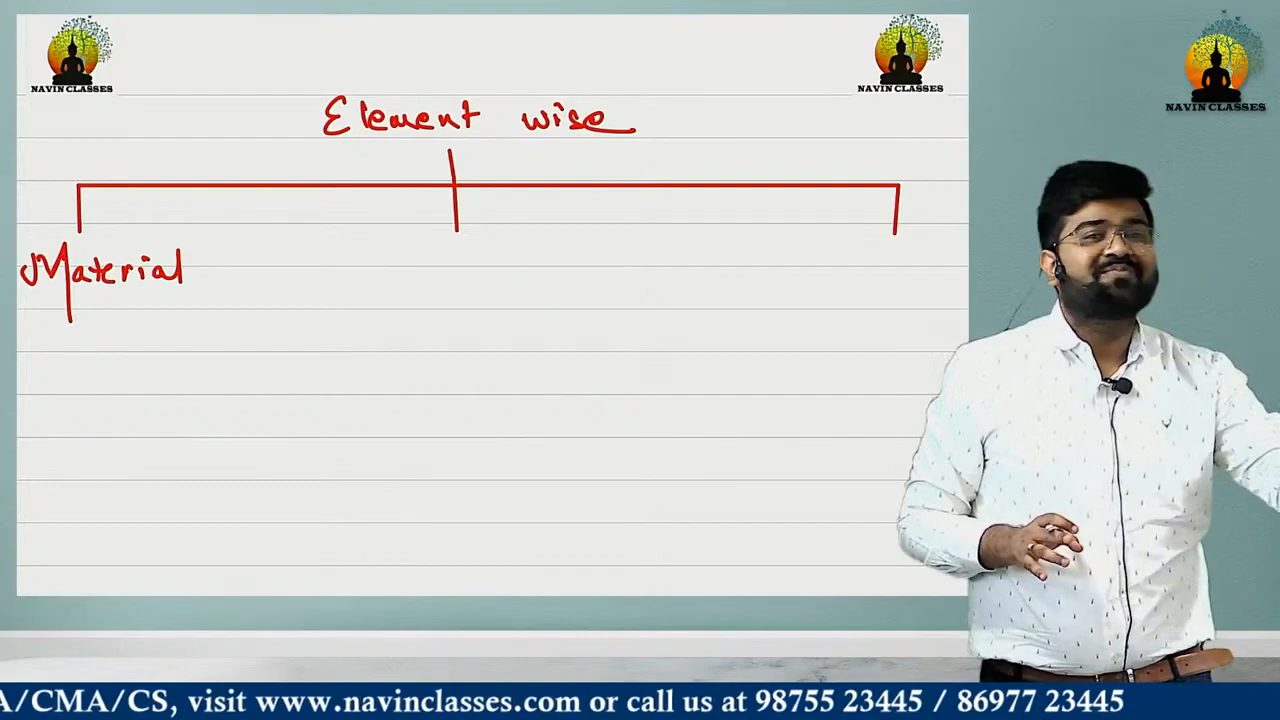 NAVIN CLASSES
NAVIN CLASSES
NAVIN CLASSES
Element wise
Material
A/CMA/CS, visit www.navinclasses.com or call us at 98755 23445 / 86977 23445